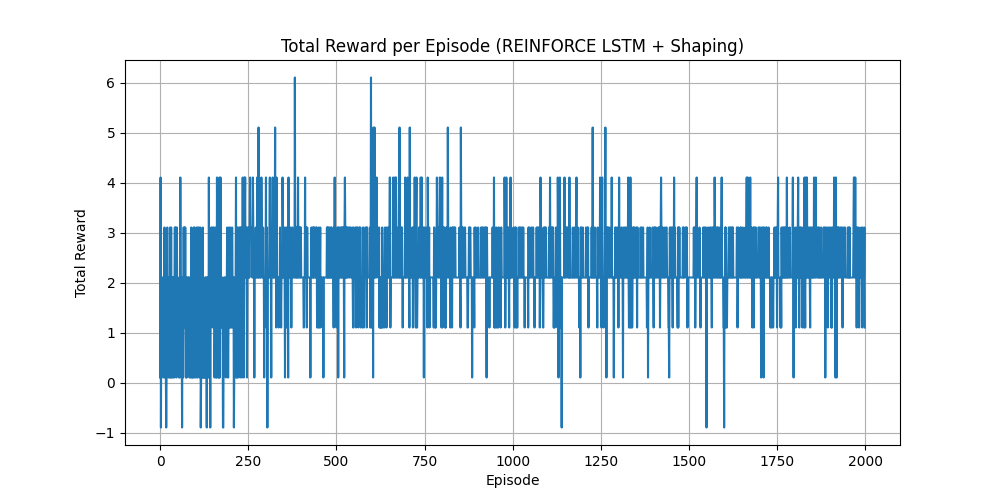 Total Reward per Episode (REINFORCE LSTM + Shaping)
6
5
4
3
2
1
0
−1
Total Reward
0 250 500 750 1000 1250 1500 1750 2000
Episode